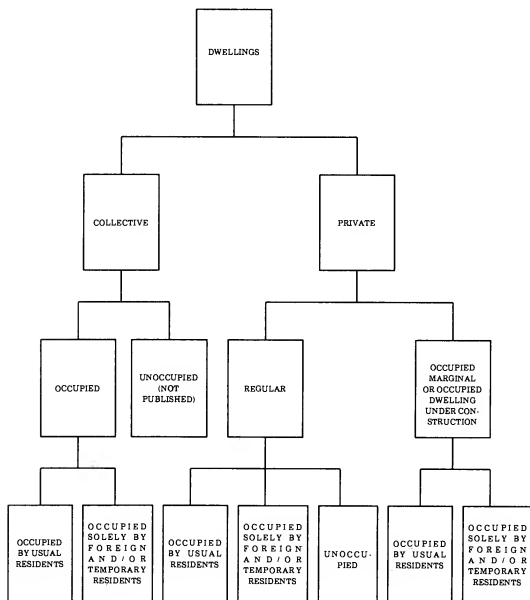 DWELLINGS
COLLECTIVE
PRIVATE
OCCUPIED
UNOCCUPIED
(NOT
PUBLISHED)
REGULAR
OCCUPIED
MARGINAL
OR OCCUPIED
DWELLING
UNDER CON-
STRUCTION
OCCUPIED
BY USUAL
RESIDENTS
OCCUPIED
SOLELY BY
FOREIGN
AND/OR
TEMPORARY
RESIDENTS
OCCUPIED
BY USUAL
RESIDENTS
OCCUPIED
SOLELY BY
FOREIGN
AND/OR
TEMPORARY
RESIDENTS
UNOCCU-
PIED
OCCUPIED
BY USUAL
RESIDENTS
OCCUPIED
SOLELY BY
FOREIGN
AND/OR
TEMPORARY
RESIDENTS